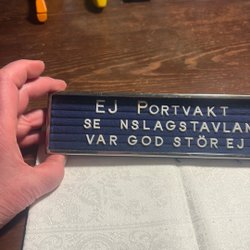 EJ PORTVAKT
SE NSLAGSTAVLAN
VAR GOD STÖR EJ